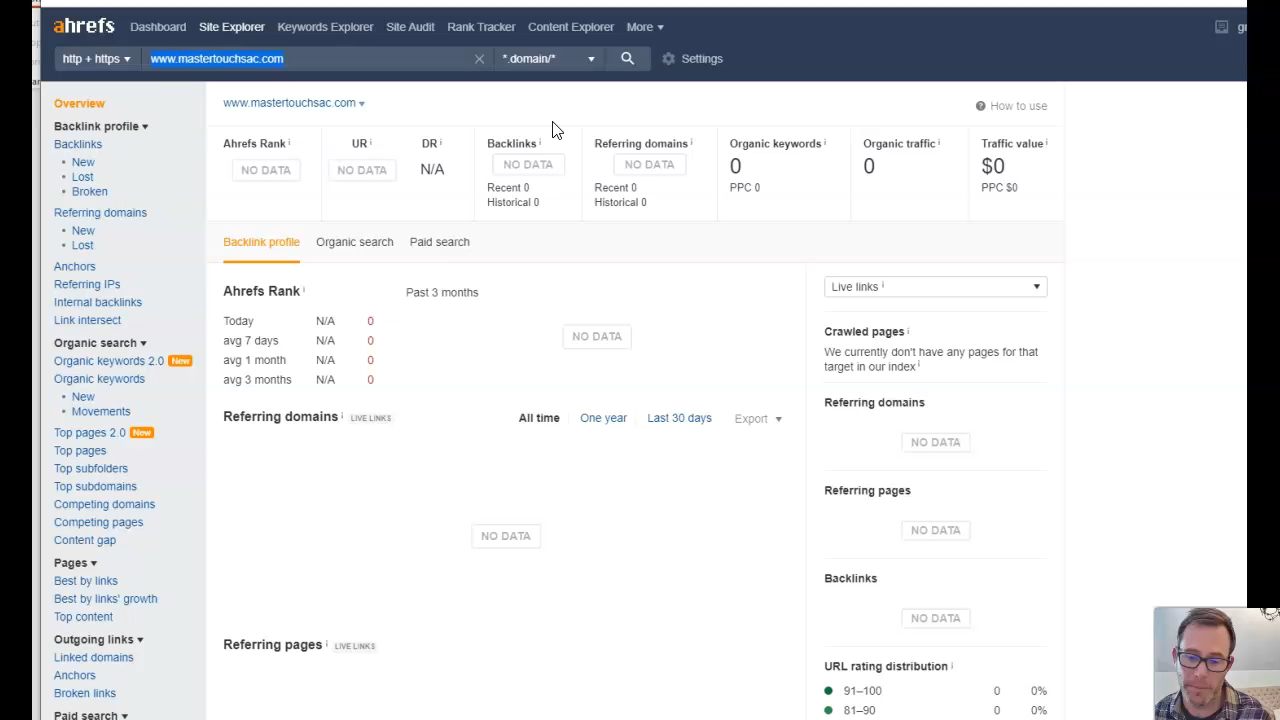 ahrefs Dashboard Site Explorer Keywords Explorer Site Audit Rank Tracker Content Explorer More
http + https www.mastertouchsac.com *.domain/* Settings
Overview
Backlink profile
Backlinks
New
Lost
Broken
Referring domains
New
Lost
Anchors
Referring IPs
Internal backlinks
Link intersect
Organic search
Organic keywords 2.0 New
Organic keywords
New
Movements
Top pages 2.0 New
Top pages
Top subfolders
Top subdomains
Competing domains
Competing pages
Content gap
Pages
Best by links
Best by links' growth
Top content
Outgoing links
Linked domains
Anchors
Broken links
Paid search
www.mastertouchsac.com How to use
Ahrefs Rank i UR i DR i Backlinks i Referring domains i Organic keywords i Organic traffic i Traffic value i
NO DATA NO DATA N/A NO DATA NO DATA 0 0 $0
Recent 0 Recent 0 PPC 0 PPC $0
Historical 0 Historical 0
Backlink profile Organic search Paid search
Ahrefs Rank i Past 3 months
Today N/A 0
avg 7 days N/A 0
avg 1 month N/A 0
avg 3 months N/A 0
NO DATA
Referring domains i LIVE LINKS All time One year Last 30 days Export
NO DATA
Referring pages i LIVE LINKS
Live links i
Crawled pages i
We currently don't have any pages for that
target in our index i
Referring domains
NO DATA
Referring pages
NO DATA
Backlinks
NO DATA
URL rating distribution i
91–100 0 0%
81–90 0 0%